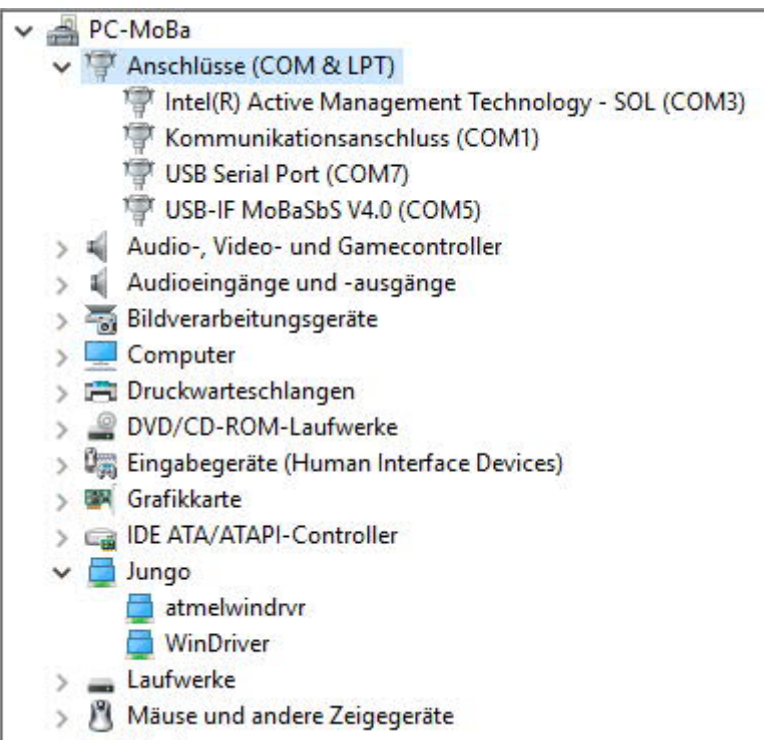 PC-MoBa
Anschlüsse (COM & LPT)
Intel(R) Active Management Technology - SOL (COM3)
Kommunikationsanschluss (COM1)
USB Serial Port (COM7)
USB-IF MoBaSbS V4.0 (COM5)
Audio-, Video- und Gamecontroller
Audioeingänge und -ausgänge
Bildverarbeitungsgeräte
Computer
Druckwarteschlangen
DVD/CD-ROM-Laufwerke
Eingabegeräte (Human Interface Devices)
Grafikkarte
IDE ATA/ATAPI-Controller
Jungo
atmelwindrvr
WinDriver
Laufwerke
Mäuse und andere Zeigegeräte